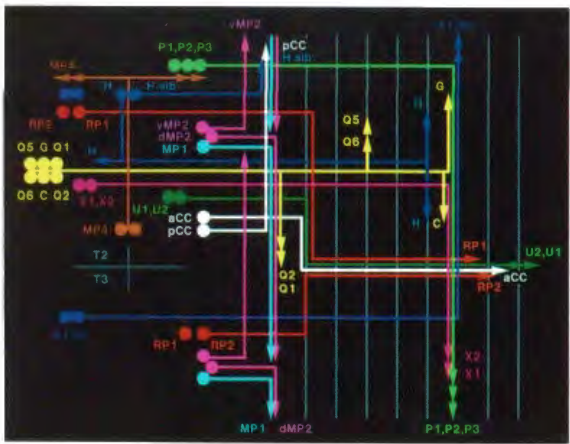 vMP2
P1,P2,P3
pCC
H sib
G
H
H sib
RP2 RP1
vMP2
dMP2
MP1
Q5
Q6
H
Q5 G Q1
H
Q6 C Q2
X1,X2
U1,U2
H
C
MP4
aCC
pCC
T2
T3
Q2
Q1
RP1
U2,U1
aCC
RP2
RP1
RP2
X2
X1
MP1 dMP2
P1,P2,P3